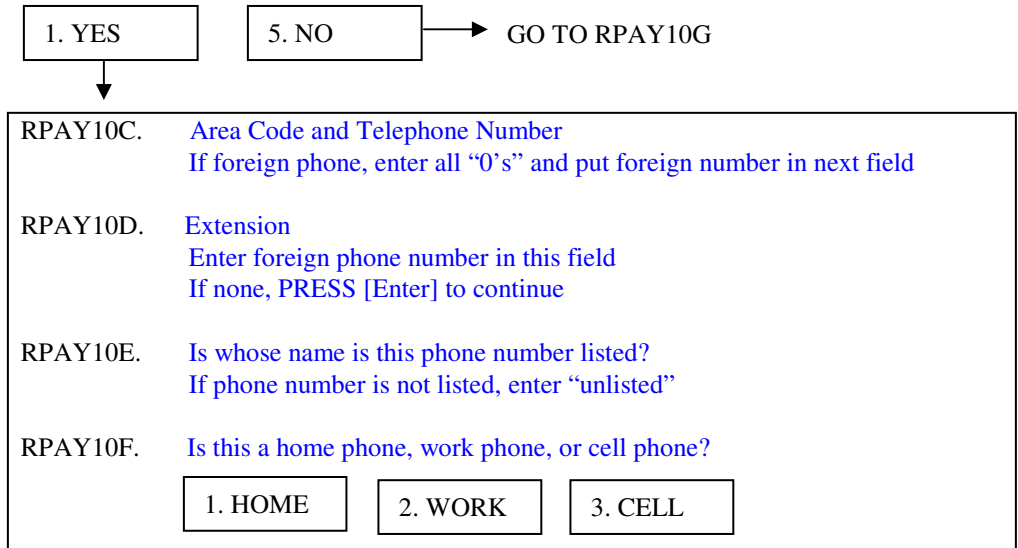 1. YES 5. NO GO TO RPAY10G
RPAY10C. Area Code and Telephone Number
If foreign phone, enter all “0’s” and put foreign number in next field
RPAY10D. Extension
Enter foreign phone number in this field
If none, PRESS [Enter] to continue
RPAY10E. Is whose name is this phone number listed?
If phone number is not listed, enter “unlisted”
RPAY10F. Is this a home phone, work phone, or cell phone?
1. HOME 2. WORK 3. CELL